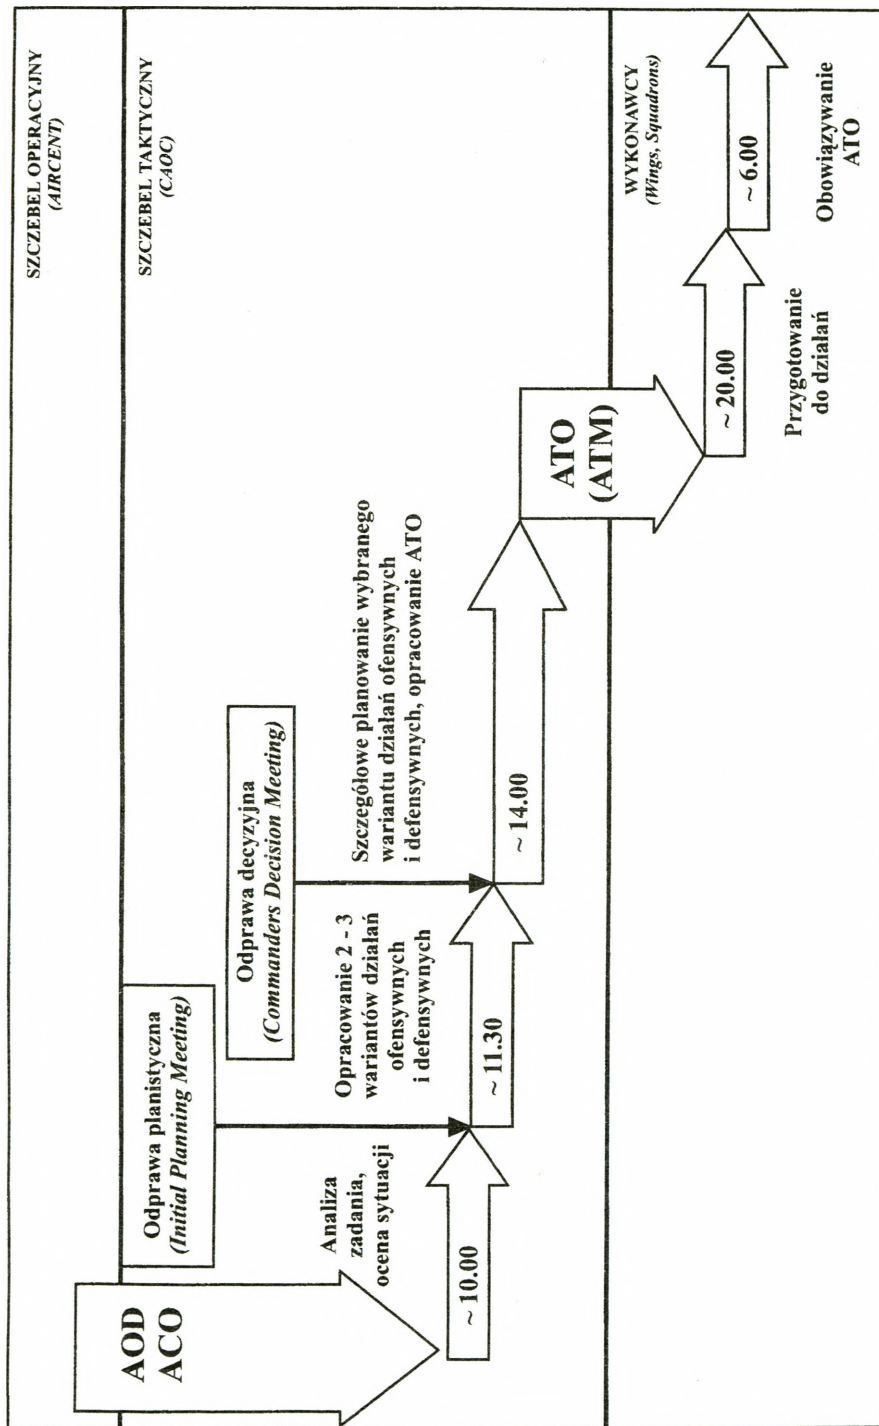 SZCZEBEL OPERACYJNY
(AIRCENT)
SZCZEBEL TAKTYCZNY
(CAOC)
AOD
ACO
Odprawa planistyczna
(Initial Planning Meeting)
Odprawa decyzyjna
(Commanders Decision Meeting)
Analiza
zadania,
ocena sytuacji
Opracowanie 2 - 3
wariantów działań
ofensywnych
i defensywnych
Szczegółowe planowanie wybranego
wariantu działań ofensywnych
i defensywnych, opracowanie ATO
~ 10.00
~ 11.30
~ 14.00
ATO
(ATM)
WYKONAWCY
(Wings, Squadrons)
~ 20.00
~ 6.00
Przygotowanie
do działań
Obowiązywanie
ATO